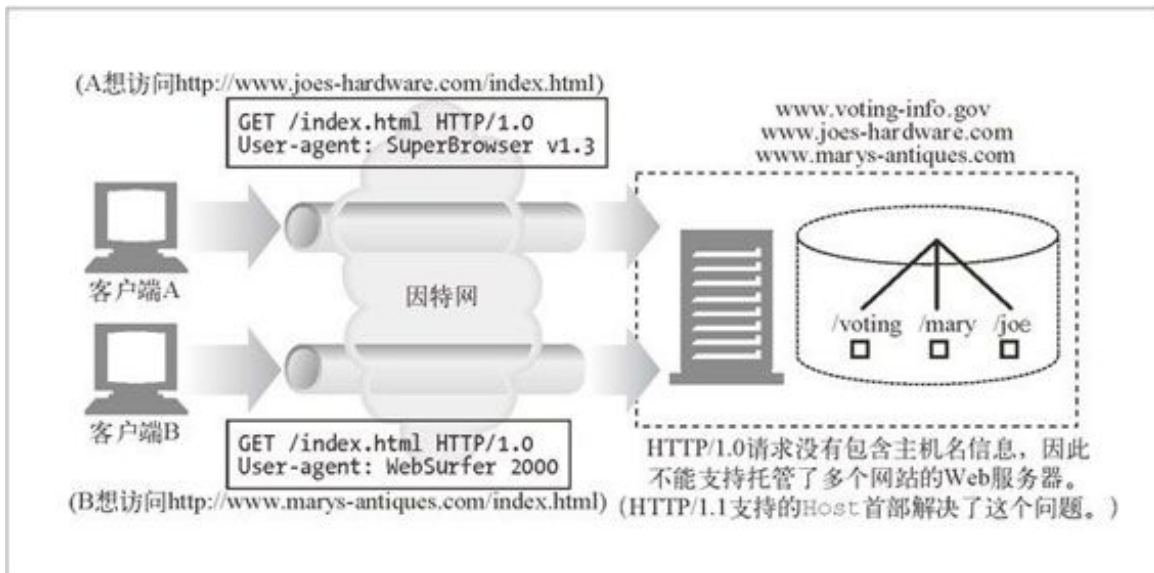 (A想访问http://www.joes-hardware.com/index.html)
GET /index.html HTTP/1.0
User-agent: SuperBrowser v1.3
www.voting-info.gov
www.joes-hardware.com
www.marys-antiques.com
客户端A
因特网
/voting /mary /joe
客户端B
GET /index.html HTTP/1.0
User-agent: WebSurfer 2000
(B想访问http://www.marys-antiques.com/index.html)
HTTP/1.0请求没有包含主机名信息，因此
不能支持托管了多个网站的Web服务器。
(HTTP/1.1支持的Host首部解决了这个问题。)